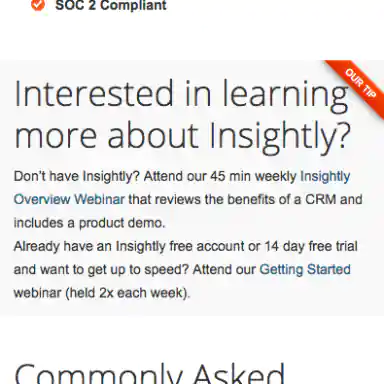 SOC 2 Compliant
OUR TIP
Interested in learning
more about Insightly?
Don't have Insightly? Attend our 45 min weekly Insightly
Overview Webinar that reviews the benefits of a CRM and
includes a product demo.
Already have an Insightly free account or 14 day free trial
and want to get up to speed? Attend our Getting Started
webinar (held 2x each week).
Commonly Asked